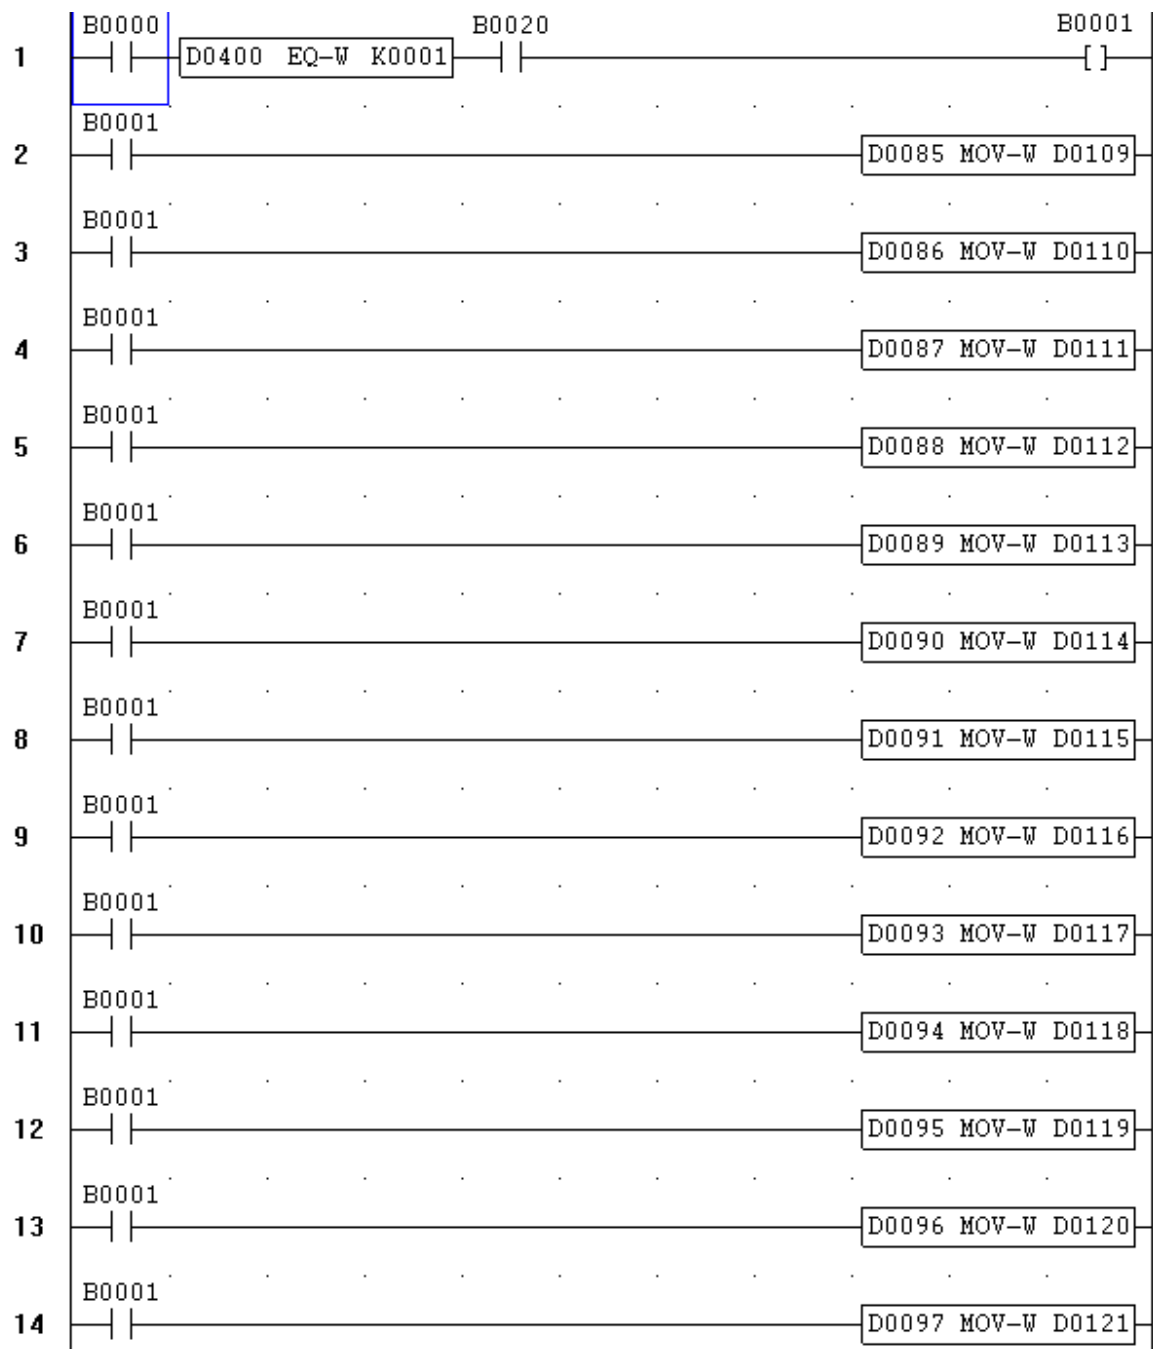 B0000 B0020 B0001
1 D0400 EQ-W K0001 [ ]
B0001
2 D0085 MOV-W D0109
B0001
3 D0086 MOV-W D0110
B0001
4 D0087 MOV-W D0111
B0001
5 D0088 MOV-W D0112
B0001
6 D0089 MOV-W D0113
B0001
7 D0090 MOV-W D0114
B0001
8 D0091 MOV-W D0115
B0001
9 D0092 MOV-W D0116
B0001
10 D0093 MOV-W D0117
B0001
11 D0094 MOV-W D0118
B0001
12 D0095 MOV-W D0119
B0001
13 D0096 MOV-W D0120
B0001
14 D0097 MOV-W D0121